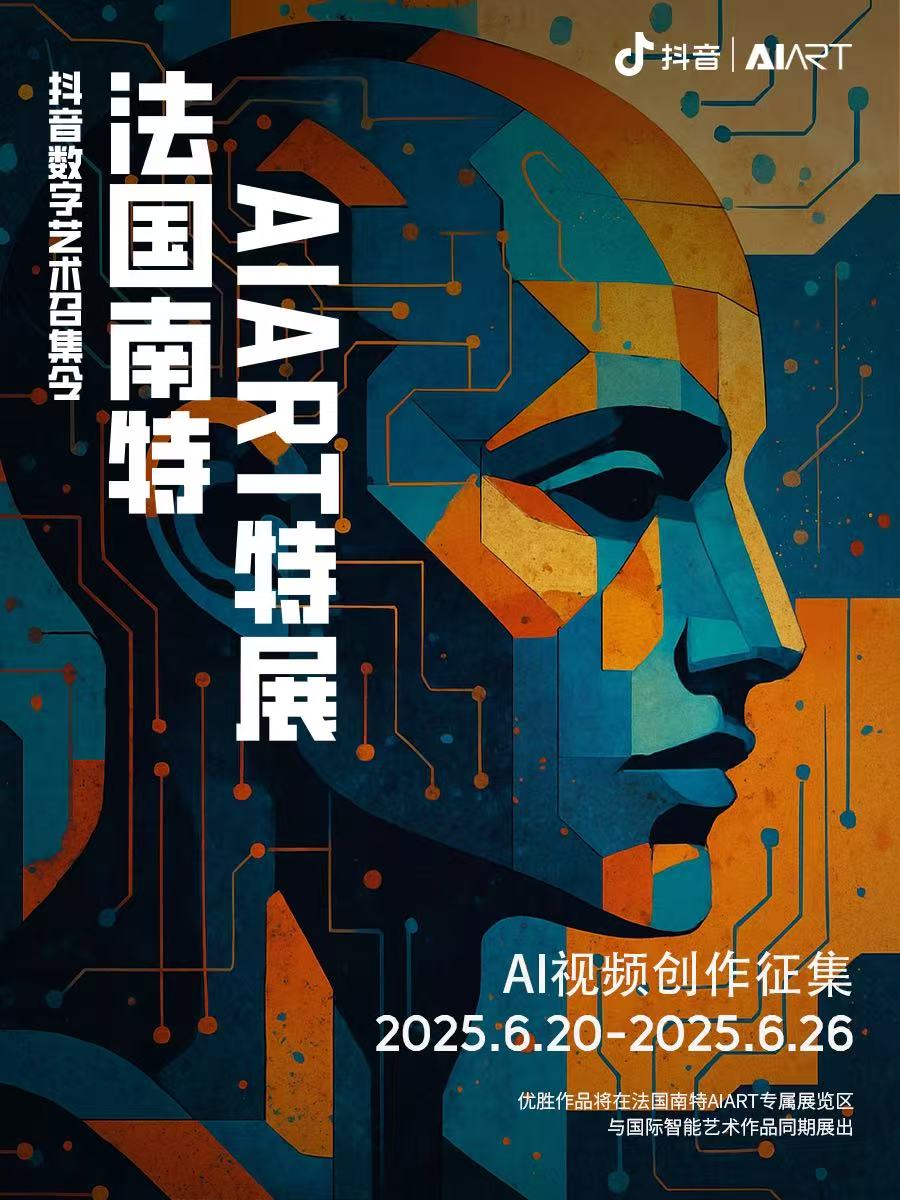 抖音 | AIART
抖音数字艺术召集令
法国南特
AIART特展
AI视频创作征集
2025.6.20-2025.6.26
优胜作品将在法国南特AIART专属展览区
与国际智能艺术作品同期展出